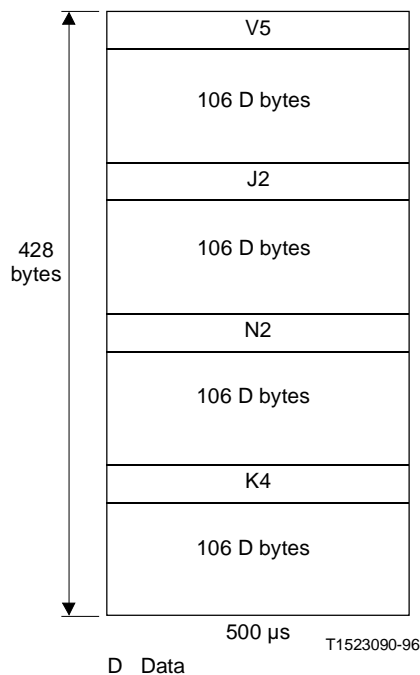 V5
106 D bytes
J2
106 D bytes
428
bytes
N2
106 D bytes
K4
106 D bytes
500 µs
T1523090-96
D Data